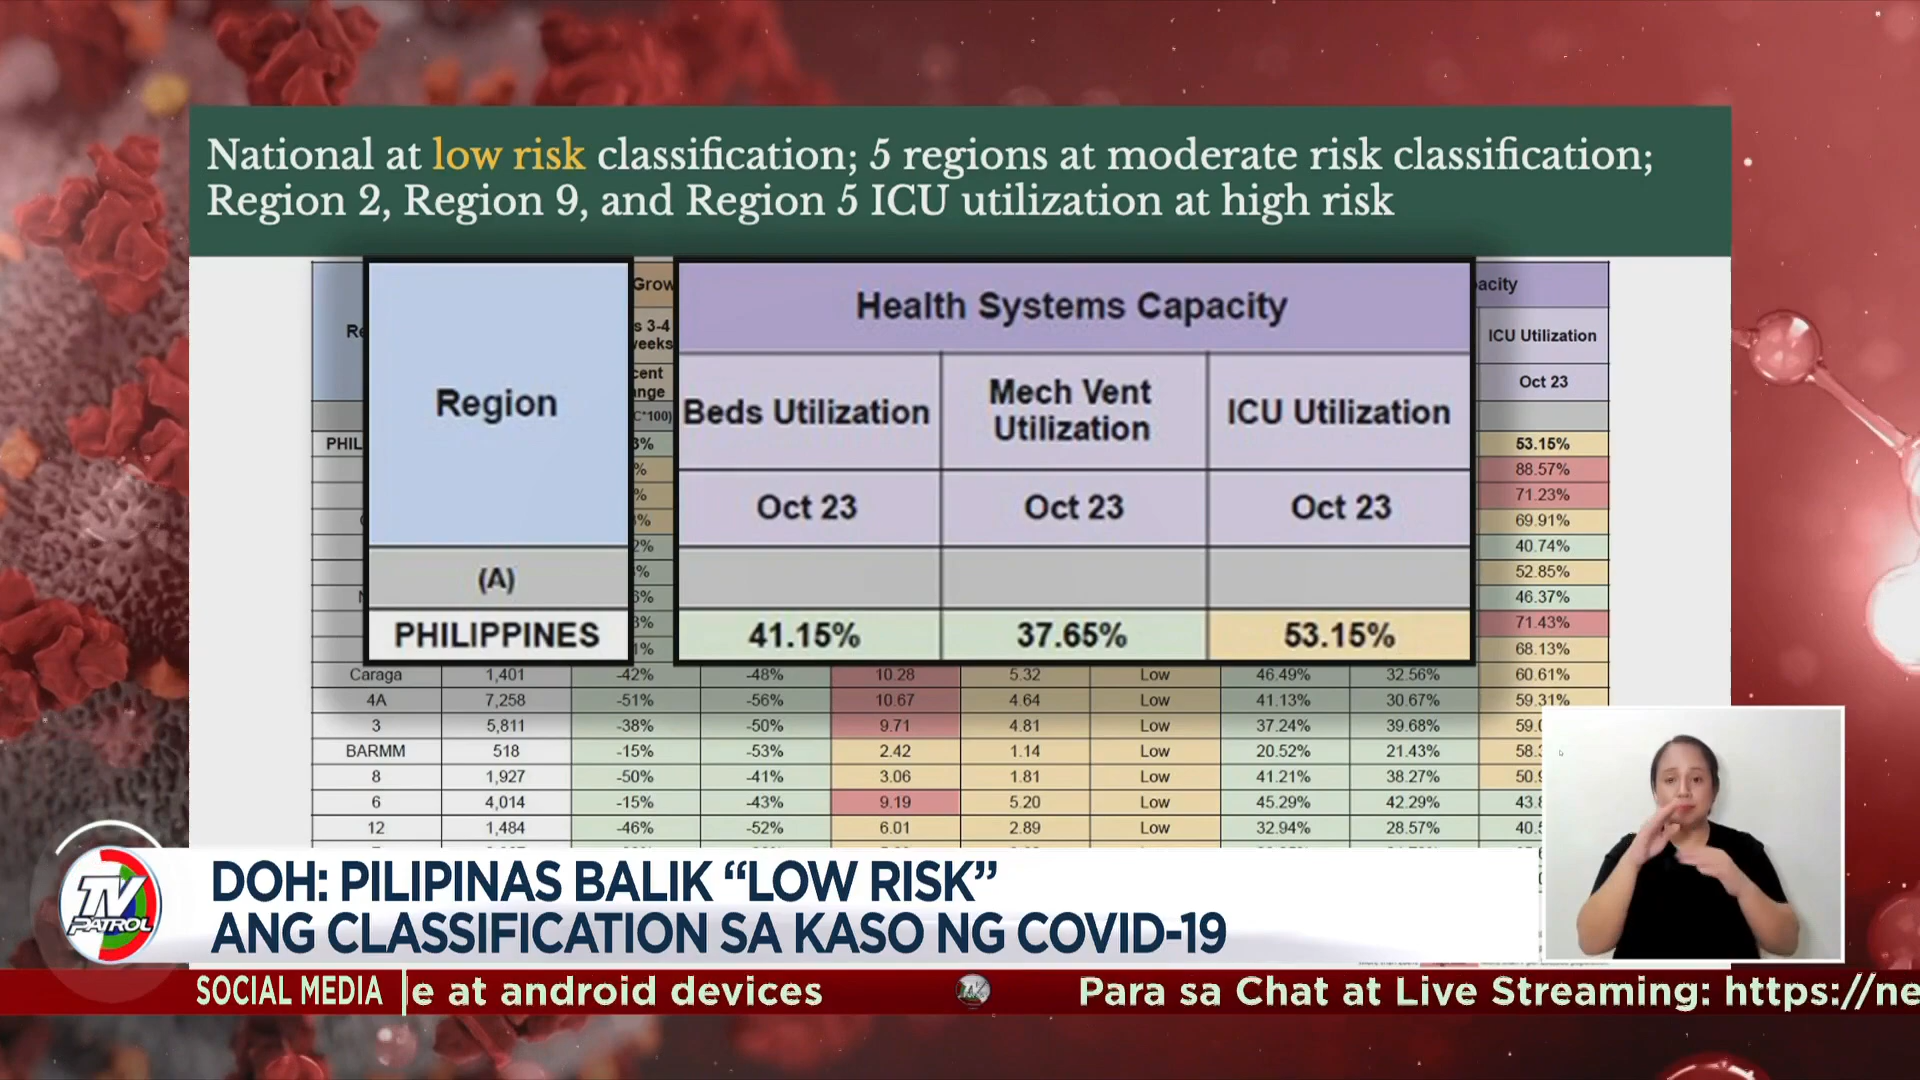 National at low risk classification; 5 regions at moderate risk classification;
Region 2, Region 9, and Region 5 ICU utilization at high risk
Region
(A)
PHILIPPINES
Health Systems Capacity
Beds Utilization Mech Vent Utilization ICU Utilization
Oct 23 Oct 23 Oct 23
41.15% 37.65% 53.15%
ICU Utilization
Oct 23
53.15%
88.57%
71.23%
69.91%
40.74%
52.85%
46.37%
71.43%
68.13%
Caraga 1,401 -42% -48% 10.28 5.32 Low 46.49% 32.56% 60.61%
4A 7,258 -51% -56% 10.67 4.64 Low 41.13% 30.67% 59.31%
3 5,811 -38% -50% 9.71 4.81 Low 37.24% 39.68%
BARMM 518 -15% -53% 2.42 1.14 Low 20.52% 21.43%
8 1,927 -50% -41% 3.06 1.81 Low 41.21% 38.27%
6 4,014 -15% -43% 9.19 5.20 Low 45.29% 42.29%
12 1,484 -46% -52% 6.01 2.89 Low 32.94% 28.57%
TV PATROL
DOH: PILIPINAS BALIK “LOW RISK”
ANG CLASSIFICATION SA KASO NG COVID-19
SOCIAL MEDIA e at android devices Para sa Chat at Live Streaming: https://ne